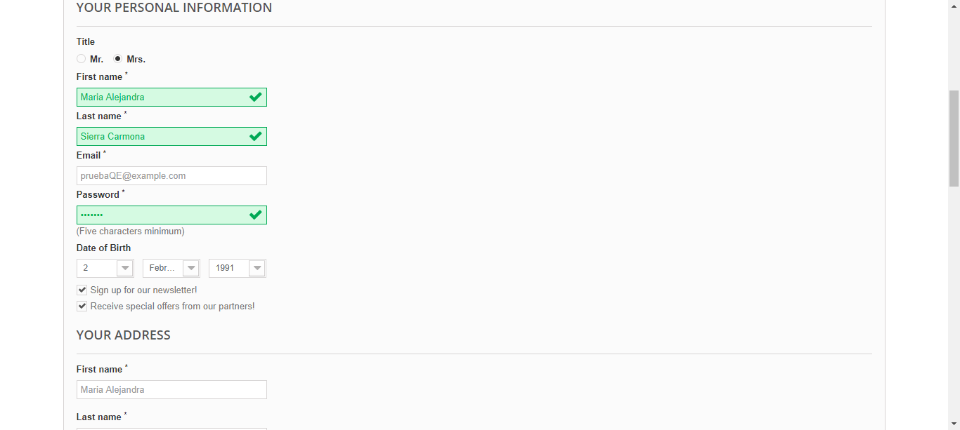 YOUR PERSONAL INFORMATION
Title
Mr. Mrs.
First name *
Maria Alejandra
Last name *
Sierra Carmona
Email *
pruebaQE@example.com
Password *
•••••••
(Five characters minimum)
Date of Birth
2 Febr... 1991
Sign up for our newsletter!
Receive special offers from our partners!
YOUR ADDRESS
First name *
Maria Alejandra
Last name *